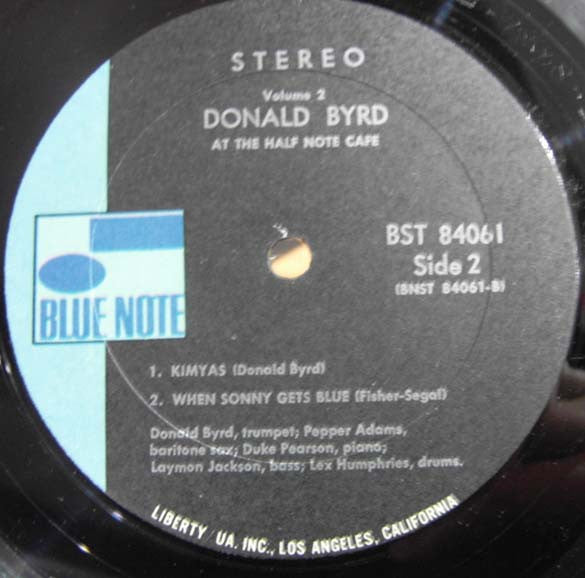 STEREO
Volume 2
DONALD BYRD
AT THE HALF NOTE CAFE
BST 84061
Side 2
(BNST 84061-B)
BLUE NOTE
1. KIMYAS (Donald Byrd)
2. WHEN SONNY GETS BLUE (Fisher-Segal)
Donald Byrd, trumpet; Pepper Adams,
baritone sax; Duke Pearson, piano;
Laymon Jackson, bass; Lex Humphries, drums.
LIBERTY UA, INC., LOS ANGELES, CALIFORNIA